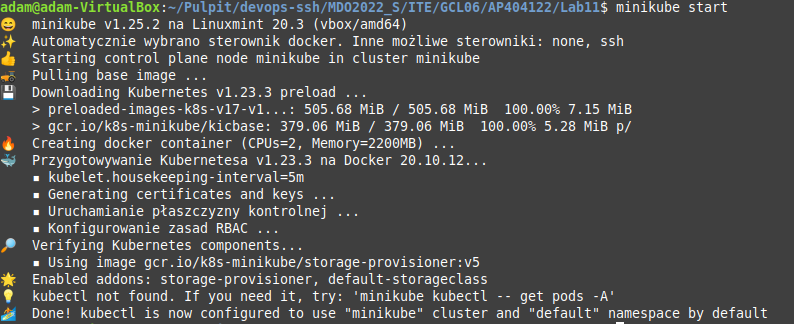 adam@adam-VirtualBox:~/Pulpit/devops-ssh/MDO2022_S/ITE/GCL06/AP404122/Lab11$ minikube start
😄  minikube v1.25.2 na Linuxmint 20.3 (vbox/amd64)
✨  Automatycznie wybrano sterownik docker. Inne możliwe sterowniki: none, ssh
👍  Starting control plane node minikube in cluster minikube
🚜  Pulling base image ...
💾  Downloading Kubernetes v1.23.3 preload ...
    > preloaded-images-k8s-v17-v1...: 505.68 MiB / 505.68 MiB  100.00% 7.15 MiB
    > gcr.io/k8s-minikube/kicbase: 379.06 MiB / 379.06 MiB  100.00% 5.28 MiB p/
🔥  Creating docker container (CPUs=2, Memory=2200MB) ...
🐳  Przygotowywanie Kubernetesa v1.23.3 na Docker 20.10.12...
    ▪ kubelet.housekeeping-interval=5m
    ▪ Generating certificates and keys ...
    ▪ Uruchamianie płaszczyzny kontrolnej ...
    ▪ Konfigurowanie zasad RBAC ...
🔎  Verifying Kubernetes components...
    ▪ Using image gcr.io/k8s-minikube/storage-provisioner:v5
🌟  Enabled addons: storage-provisioner, default-storageclass
💡  kubectl not found. If you need it, try: 'minikube kubectl -- get pods -A'
🏄  Done! kubectl is now configured to use "minikube" cluster and "default" namespace by default